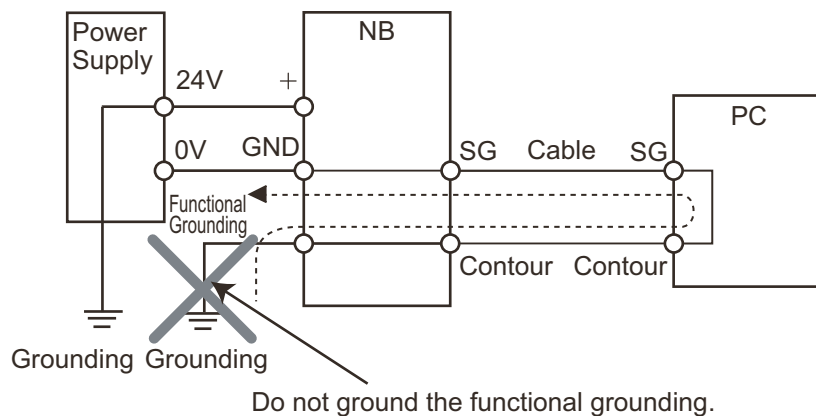 Power
Supply
NB
24V
+
PC
0V
GND
SG
Cable
SG
Functional
Grounding
Contour
Contour
Grounding
Grounding
Do not ground the functional grounding.